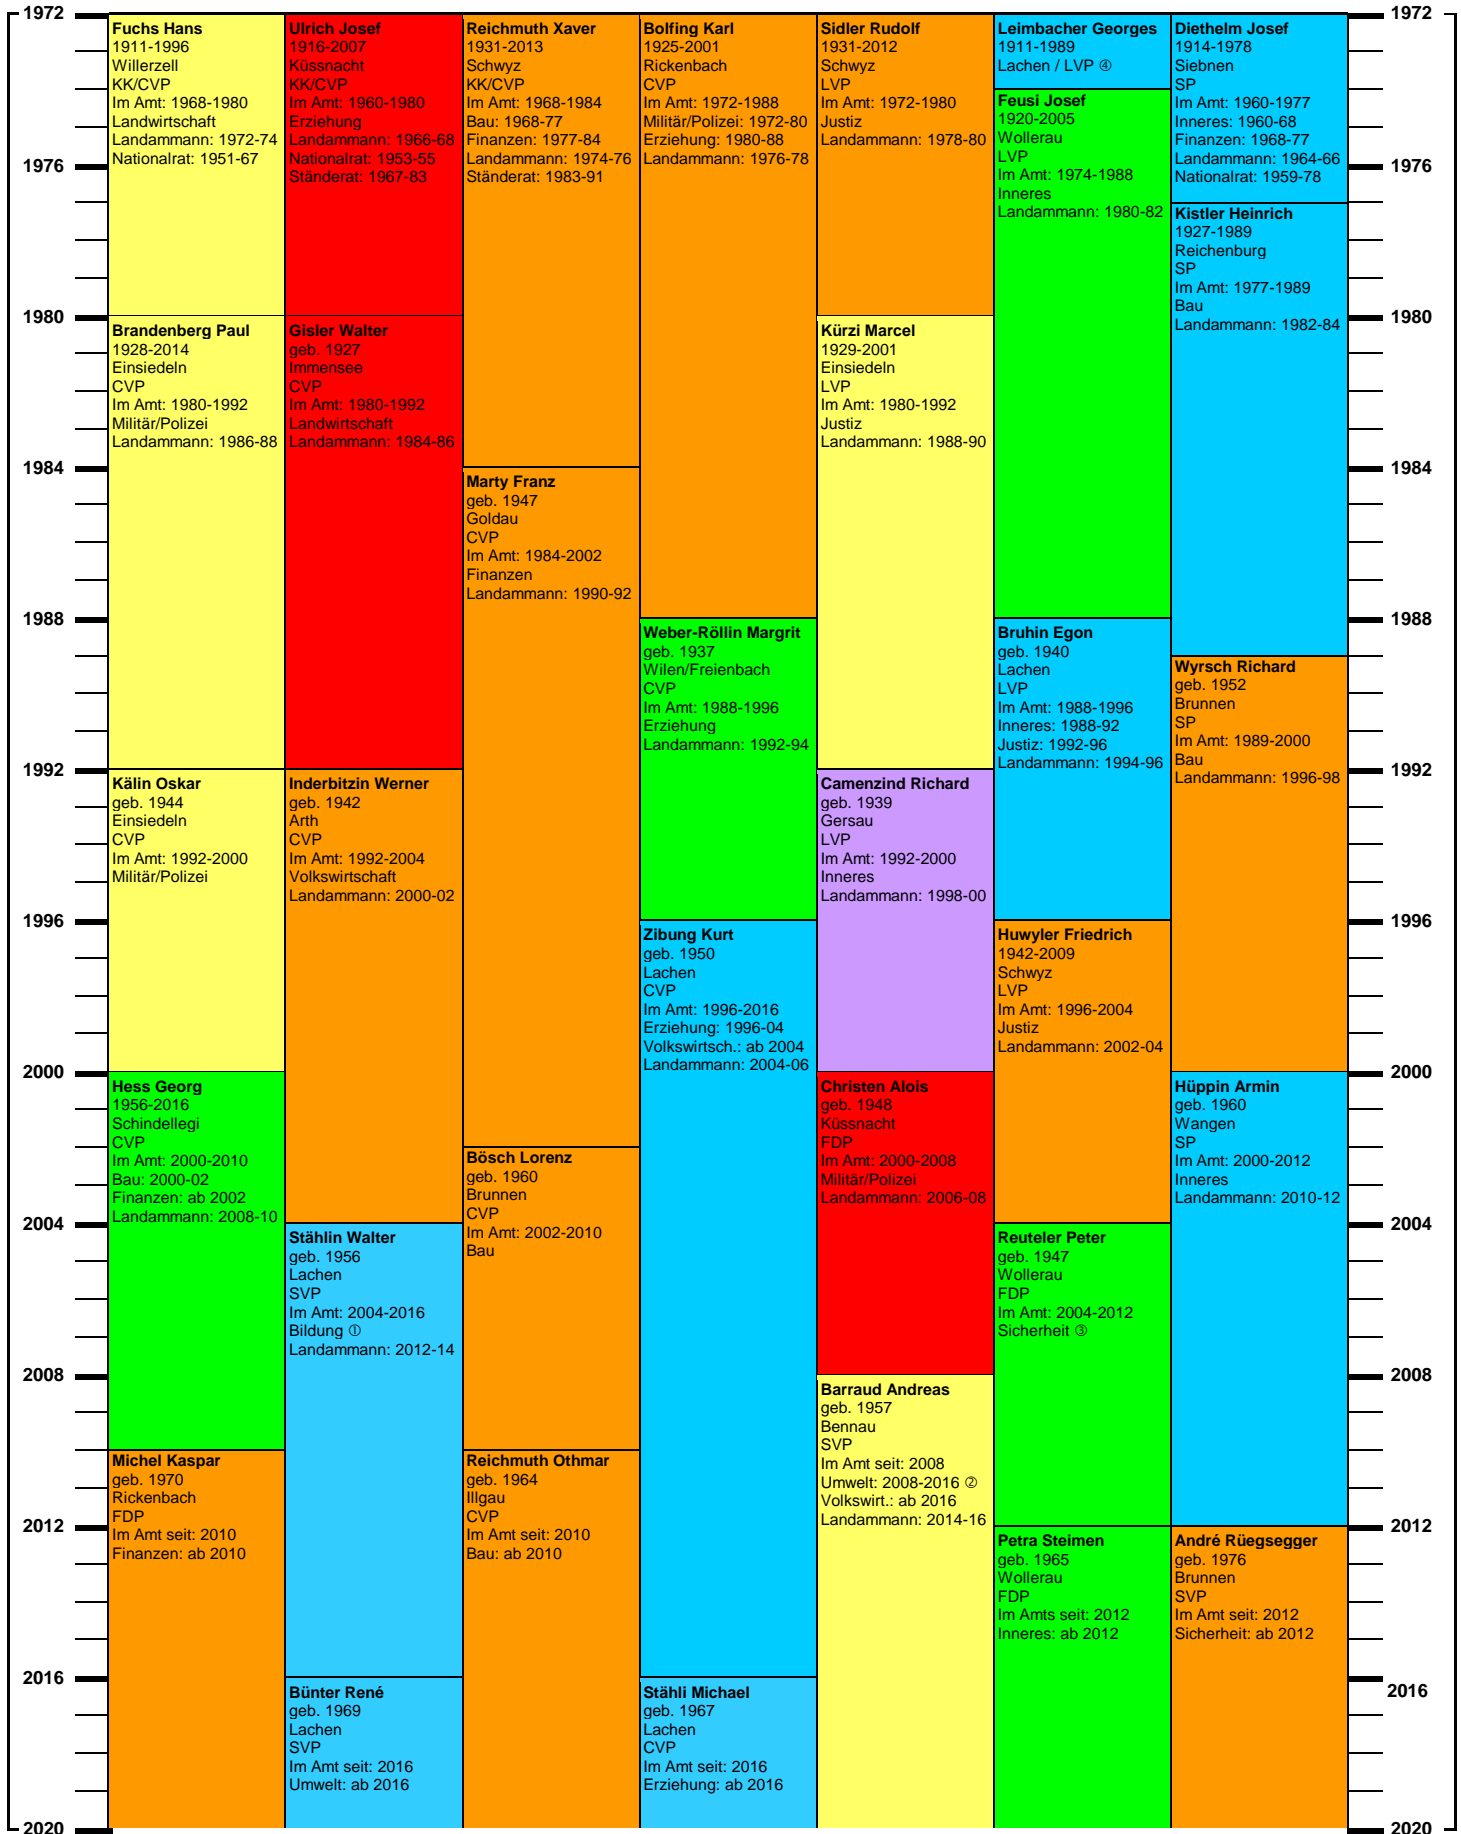 1972
1976
1980
1984
1988
1992
1996
2000
2004
2008
2012
2016
2020
Fuchs Hans
1911-1996
Willerzell
KK/CVP
Im Amt: 1968-1980
Landwirtschaft
Landammann: 1972-74
Nationalrat: 1951-67
Brandenberg Paul
1928-2014
Einsiedeln
CVP
Im Amt: 1980-1992
Militär/Polizei
Landammann: 1986-88
Kälin Oskar
geb. 1944
Einsiedeln
CVP
Im Amt: 1992-2000
Militär/Polizei
Hess Georg
1956-2016
Schindellegi
CVP
Im Amt: 2000-2010
Bau: 2000-02
Finanzen: ab 2002
Landammann: 2008-10
Michel Kaspar
geb. 1970
Rickenbach
FDP
Im Amt seit: 2010
Finanzen: ab 2010
Ulrich Josef
1916-2007
Küssnacht
KK/CVP
Im Amt: 1960-1980
Erziehung
Landammann: 1966-68
Nationalrat: 1953-55
Ständerat: 1967-83
Gisler Walter
geb. 1927
Immensee
CVP
Im Amt: 1980-1992
Landwirtschaft
Landammann: 1984-86
Inderbitzin Werner
geb. 1942
Arth
CVP
Im Amt: 1992-2004
Volkswirtschaft
Landammann: 2000-02
Stählin Walter
geb. 1956
Lachen
SVP
Im Amt: 2004-2016
Bildung ①
Landammann: 2012-14
Bünter René
geb. 1969
Lachen
SVP
Im Amt seit: 2016
Umwelt: ab 2016
Reichmuth Xaver
1931-2013
Schwyz
KK/CVP
Im Amt: 1968-1984
Bau: 1968-77
Finanzen: 1977-84
Landammann: 1974-76
Ständerat: 1983-91
Marty Franz
geb. 1947
Goldau
CVP
Im Amt: 1984-2002
Finanzen
Landammann: 1990-92
Bösch Lorenz
geb. 1960
Brunnen
CVP
Im Amt: 2002-2010
Bau
Reichmuth Othmar
geb. 1964
Illgau
CVP
Im Amt seit: 2010
Bau: ab 2010
Bolfing Karl
1925-2001
Rickenbach
CVP
Im Amt: 1972-1988
Militär/Polizei: 1972-80
Erziehung: 1980-88
Landammann: 1976-78
Weber-Röllin Margrit
geb. 1937
Wilen/Freienbach
CVP
Im Amt: 1988-1996
Erziehung
Landammann: 1992-94
Zibung Kurt
geb. 1950
Lachen
CVP
Im Amt: 1996-2016
Erziehung: 1996-04
Volkswirtsch.: ab 2004
Landammann: 2004-06
Stähli Michael
geb. 1967
Lachen
CVP
Im Amt seit: 2016
Erziehung: ab 2016
Sidler Rudolf
1931-2012
Schwyz
LVP
Im Amt: 1972-1980
Justiz
Landammann: 1978-80
Kürzi Marcel
1929-2001
Einsiedeln
LVP
Im Amt: 1980-1992
Justiz
Landammann: 1988-90
Camenzind Richard
geb. 1939
Gersau
LVP
Im Amt: 1992-2000
Inneres
Landammann: 1998-00
Christen Alois
geb. 1948
Küssnacht
FDP
Im Amt: 2000-2008
Militär/Polizei
Landammann: 2006-08
Barraud Andreas
geb. 1957
Bennau
SVP
Im Amt seit: 2008
Umwelt: 2008-2016 ②
Volkswirt.: ab 2016
Landammann: 2014-16
Leimbacher Georges
1911-1989
Lachen / LVP ④
Feusi Josef
1920-2005
Wollerau
LVP
Im Amt: 1974-1988
Inneres
Landammann: 1980-82
Bruhin Egon
geb. 1940
Lachen
LVP
Im Amt: 1988-1996
Inneres: 1988-92
Justiz: 1992-96
Landammann: 1994-96
Huwyler Friedrich
1942-2009
Schwyz
LVP
Im Amt: 1996-2004
Justiz
Landammann: 2002-04
Reuteler Peter
geb. 1947
Wollerau
FDP
Im Amt: 2004-2012
Sicherheit ③
Petra Steimen
geb. 1965
Wollerau
FDP
Im Amts seit: 2012
Inneres: ab 2012
Diethelm Josef
1914-1978
Siebnen
SP
Im Amt: 1960-1977
Inneres: 1960-68
Finanzen: 1968-77
Landammann: 1964-66
Nationalrat: 1959-78
Kistler Heinrich
1927-1989
Reichenburg
SP
Im Amt: 1977-1989
Bau
Landammann: 1982-84
Wyrsch Richard
geb. 1952
Brunnen
SP
Im Amt: 1989-2000
Bau
Landammann: 1996-98
Hüppin Armin
geb. 1960
Wangen
SP
Im Amt: 2000-2012
Inneres
Landammann: 2010-12
André Rüegsegger
geb. 1976
Brunnen
SVP
Im Amt seit: 2012
Sicherheit: ab 2012
1972
1976
1980
1984
1988
1992
1996
2000
2004
2008
2012
2016
2020